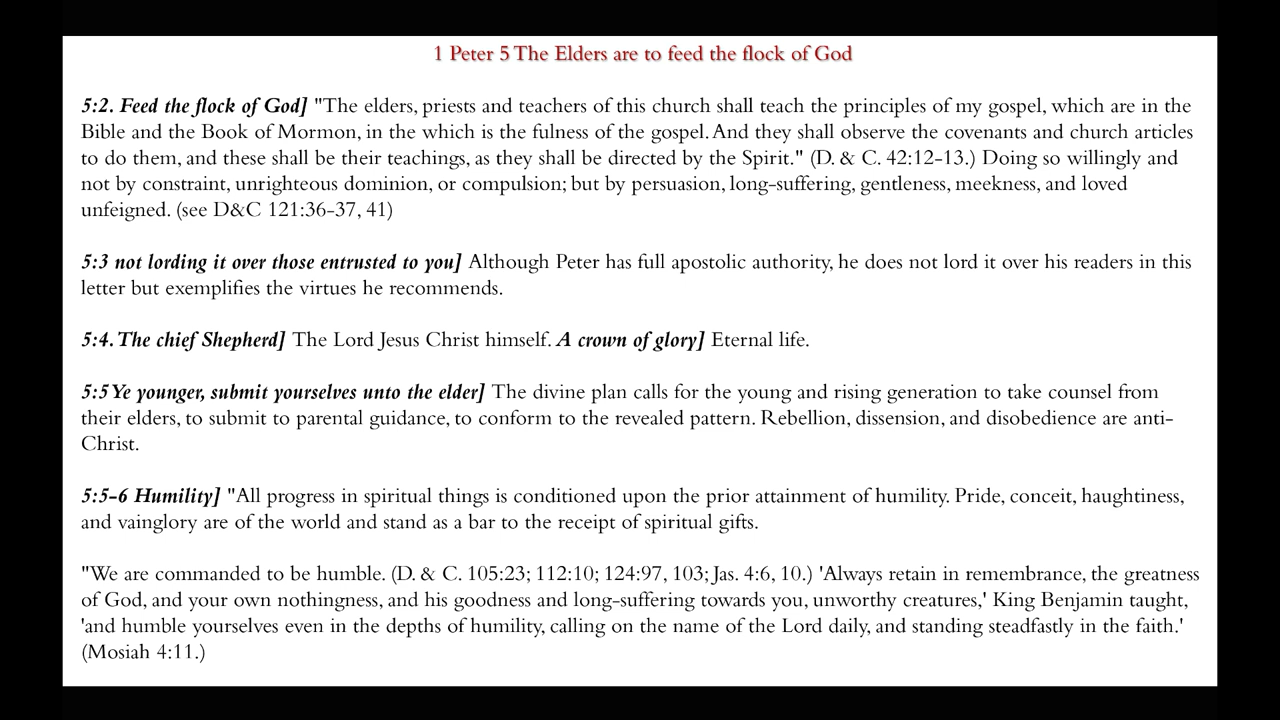 1 Peter 5 The Elders are to feed the flock of God
5:2. Feed the flock of God] "The elders, priests and teachers of this church shall teach the principles of my gospel, which are in the
Bible and the Book of Mormon, in the which is the fulness of the gospel. And they shall observe the covenants and church articles
to do them, and these shall be their teachings, as they shall be directed by the Spirit." (D. & C. 42:12-13.) Doing so willingly and
not by constraint, unrighteous dominion, or compulsion; but by persuasion, long-suffering, gentleness, meekness, and loved
unfeigned. (see D&C 121:36-37, 41)
5:3 not lording it over those entrusted to you] Although Peter has full apostolic authority, he does not lord it over his readers in this
letter but exemplifies the virtues he recommends.
5:4. The chief Shepherd] The Lord Jesus Christ himself. A crown of glory] Eternal life.
5:5 Ye younger, submit yourselves unto the elder] The divine plan calls for the young and rising generation to take counsel from
their elders, to submit to parental guidance, to conform to the revealed pattern. Rebellion, dissension, and disobedience are anti-
Christ.
5:5-6 Humility] "All progress in spiritual things is conditioned upon the prior attainment of humility. Pride, conceit, haughtiness,
and vainglory are of the world and stand as a bar to the receipt of spiritual gifts.
"We are commanded to be humble. (D. & C. 105:23; 112:10; 124:97, 103; Jas. 4:6, 10.) 'Always retain in remembrance, the greatness
of God, and your own nothingness, and his goodness and long-suffering towards you, unworthy creatures,' King Benjamin taught,
'and humble yourselves even in the depths of humility, calling on the name of the Lord daily, and standing steadfastly in the faith.'
(Mosiah 4:11.)